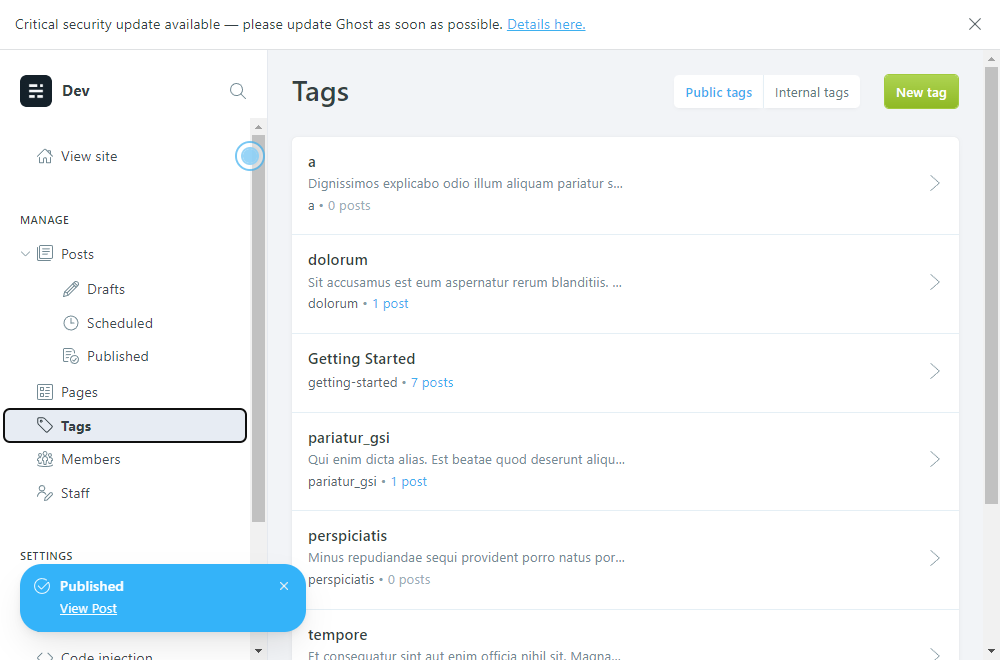 Critical security update available — please update Ghost as soon as possible. Details here.
Dev
View site
MANAGE
Posts
Drafts
Scheduled
Published
Pages
Tags
Members
Staff
SETTINGS
Code injection
Published
View Post
Tags
Public tags
Internal tags
New tag
a
Dignissimos explicabo odio illum aliquam pariatur s...
a • 0 posts
dolorum
Sit accusamus est eum aspernatur rerum blanditiis. ...
dolorum • 1 post
Getting Started
getting-started • 7 posts
pariatur_gsi
Qui enim dicta alias. Est beatae quod deserunt aliqu...
pariatur_gsi • 1 post
perspiciatis
Minus repudiandae sequi provident porro natus por...
perspiciatis • 0 posts
tempore
Et consequatur sint aut enim officia nihil sit. Magna...